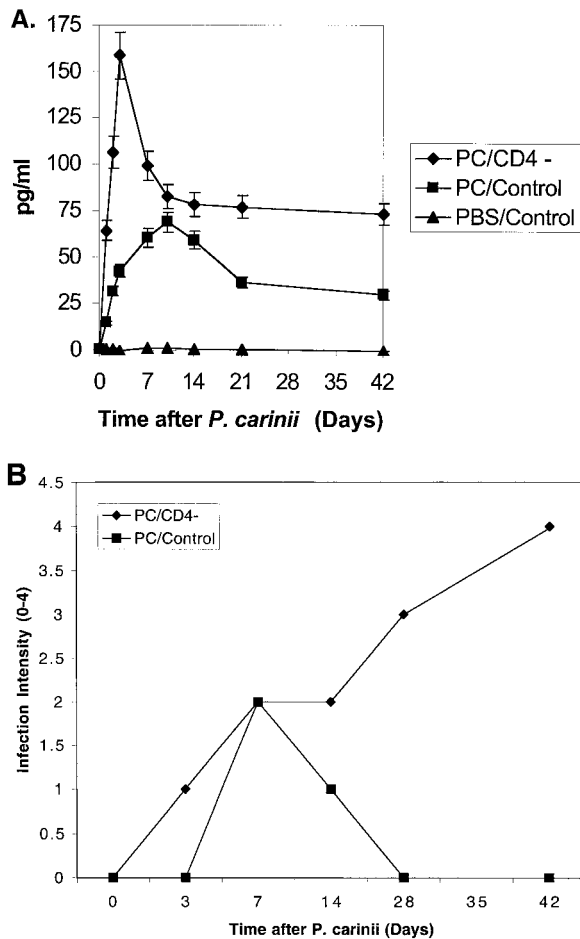 A.
175
150
125
100
75
50
25
0
pg/ml
0 7 14 21 28 35 42
Time after P. carinii (Days)
PC/CD4 -
PC/Control
PBS/Control
B
4.5
4
3.5
3
2.5
2
1.5
1
0.5
0
Infection Intensity (0-4)
PC/CD4-
PC/Control
0 3 7 14 28 35 42
Time after P. carinii (Days)